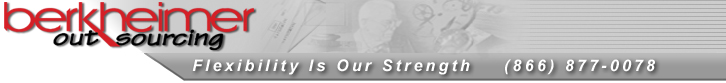 berkheimer
outsourcing
Flexibility Is Our Strength (866) 877-0078